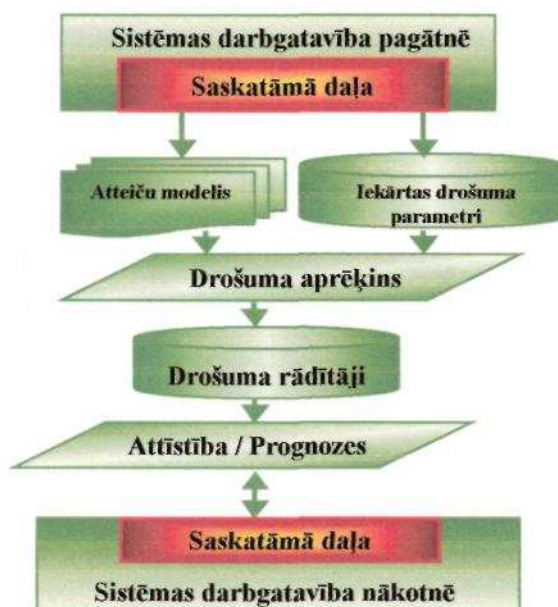 Sistēmas darbgatavība pagātnē
Saskatāmā daļa
Atteiču modelis
Iekārtas drošuma
parametri
Drošuma aprēķins
Drošuma rādītāji
Attīstība / Prognozes
Saskatāmā daļa
Sistēmas darbgatavība nākotnē